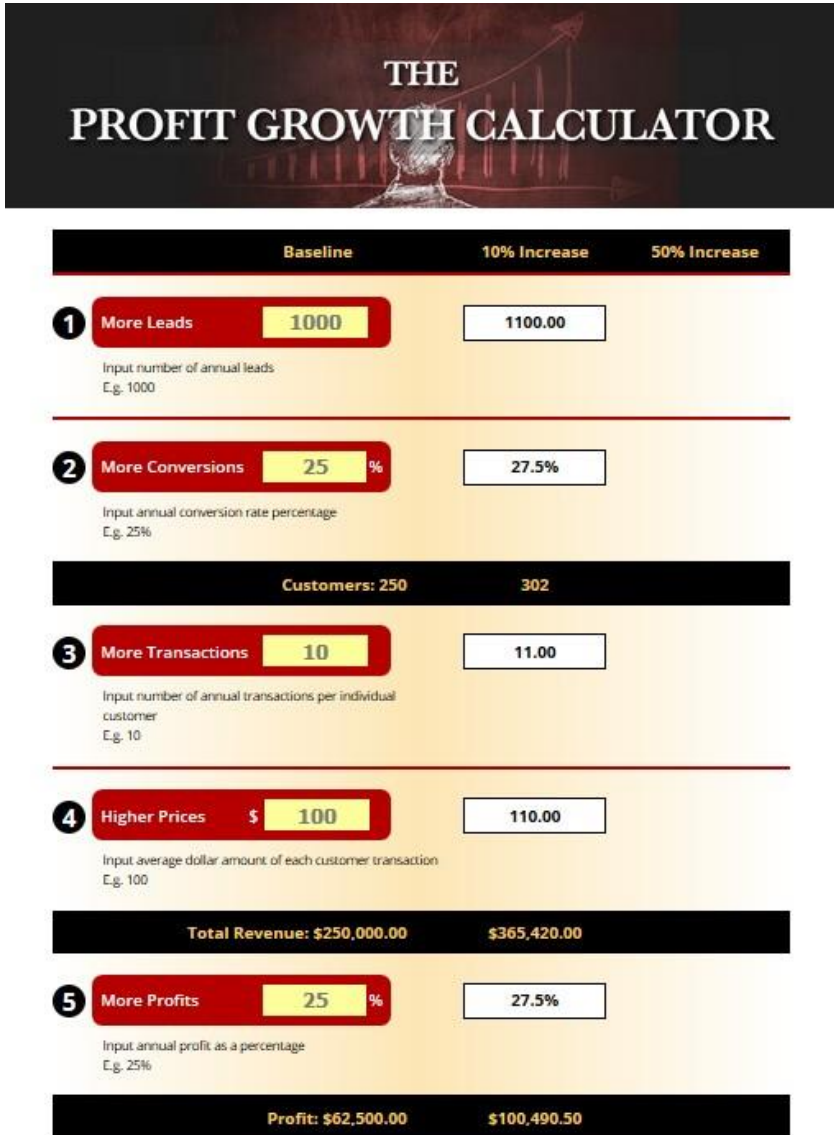 THE
PROFIT GROWTH CALCULATOR
Baseline 10% Increase 50% Increase
1 More Leads 1000 1100.00
Input number of annual leads
E.g. 1000
2 More Conversions 25 % 27.5%
Input annual conversion rate percentage
E.g. 25%
Customers: 250 302
3 More Transactions 10 11.00
Input number of annual transactions per individual
customer
E.g. 10
4 Higher Prices $ 100 110.00
Input average dollar amount of each customer transaction
E.g. 100
Total Revenue: $250,000.00 $365,420.00
5 More Profits 25 % 27.5%
Input annual profit as a percentage
E.g. 25%
Profit: $62,500.00 $100,490.50